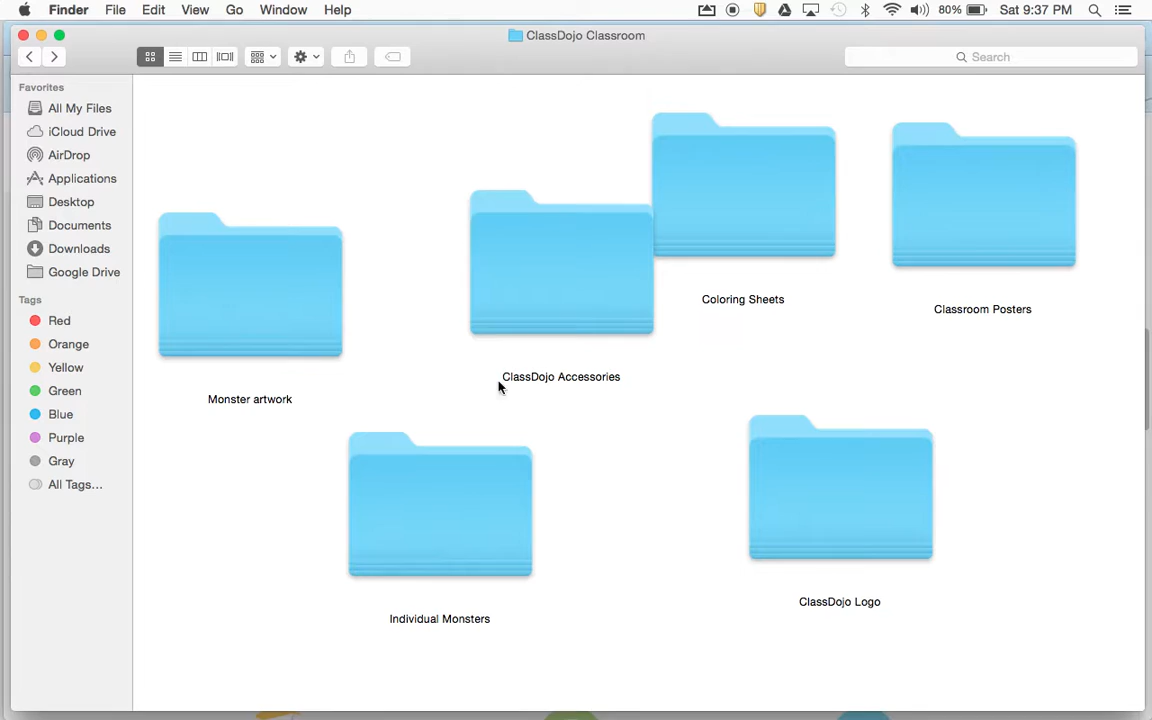 Finder File Edit View Go Window Help 80% Sat 9:37 PM
ClassDojo Classroom
Search
Favorites
All My Files
iCloud Drive
AirDrop
Applications
Desktop
Documents
Downloads
Google Drive
Tags
Red
Orange
Yellow
Green
Blue
Purple
Gray
All Tags...
Coloring Sheets
Classroom Posters
ClassDojo Accessories
Monster artwork
ClassDojo Logo
Individual Monsters